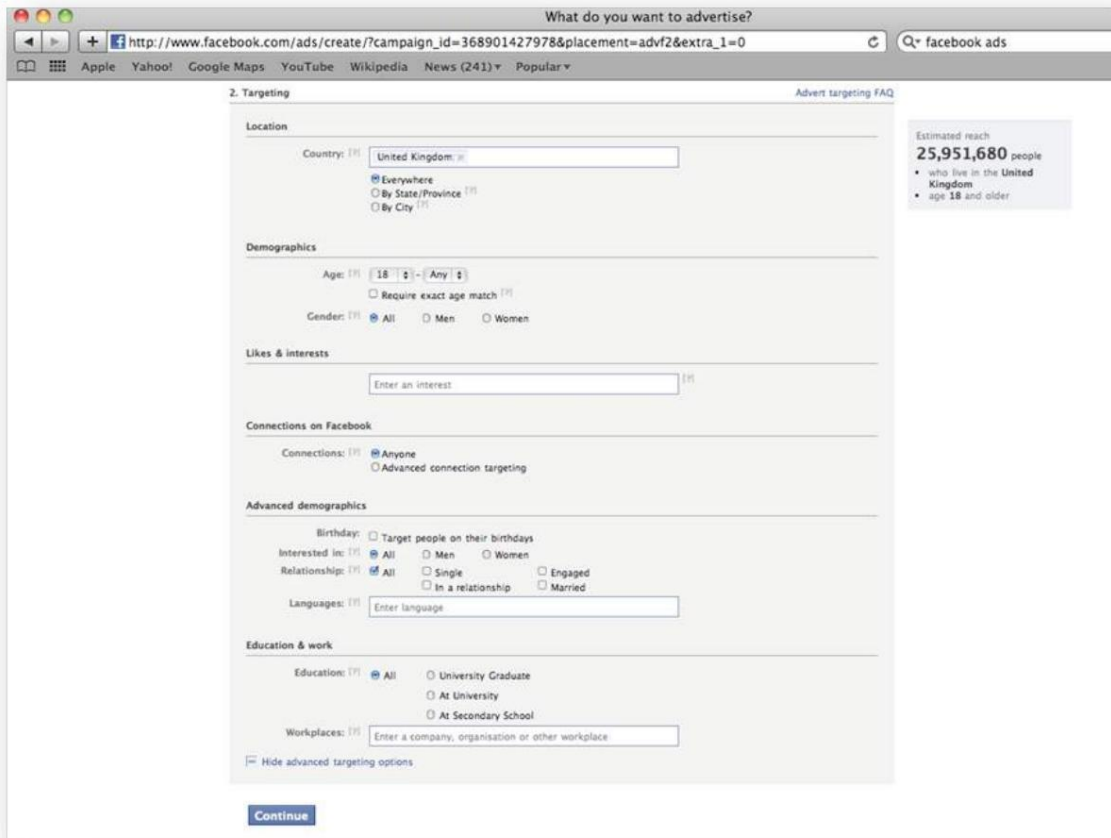 What do you want to advertise?
http://www.facebook.com/ads/create/?campaign_id=368901427978&placement=advf2&extra_1=0
facebook ads
Apple Yahoo! Google Maps YouTube Wikipedia News (241) Popular
2. Targeting
Advert targeting FAQ
Location
Country: [?] United Kingdom x
Everywhere
By State/Province [?]
By City [?]
Estimated reach
25,951,680 people
• who live in the United
Kingdom
• age 18 and older
Demographics
Age: [?] 18 - Any
Require exact age match [?]
Gender: [?] All Men Women
Likes & interests
Enter an interest [?]
Connections on Facebook
Connections: [?] Anyone
Advanced connection targeting
Advanced demographics
Birthday: Target people on their birthdays
Interested in: [?] All Men Women
Relationship: [?] All Single Engaged
In a relationship Married
Languages: [?] Enter language
Education & work
Education: [?] All University Graduate
At University
At Secondary School
Workplaces: [?] Enter a company, organisation or other workplace
Hide advanced targeting options
Continue